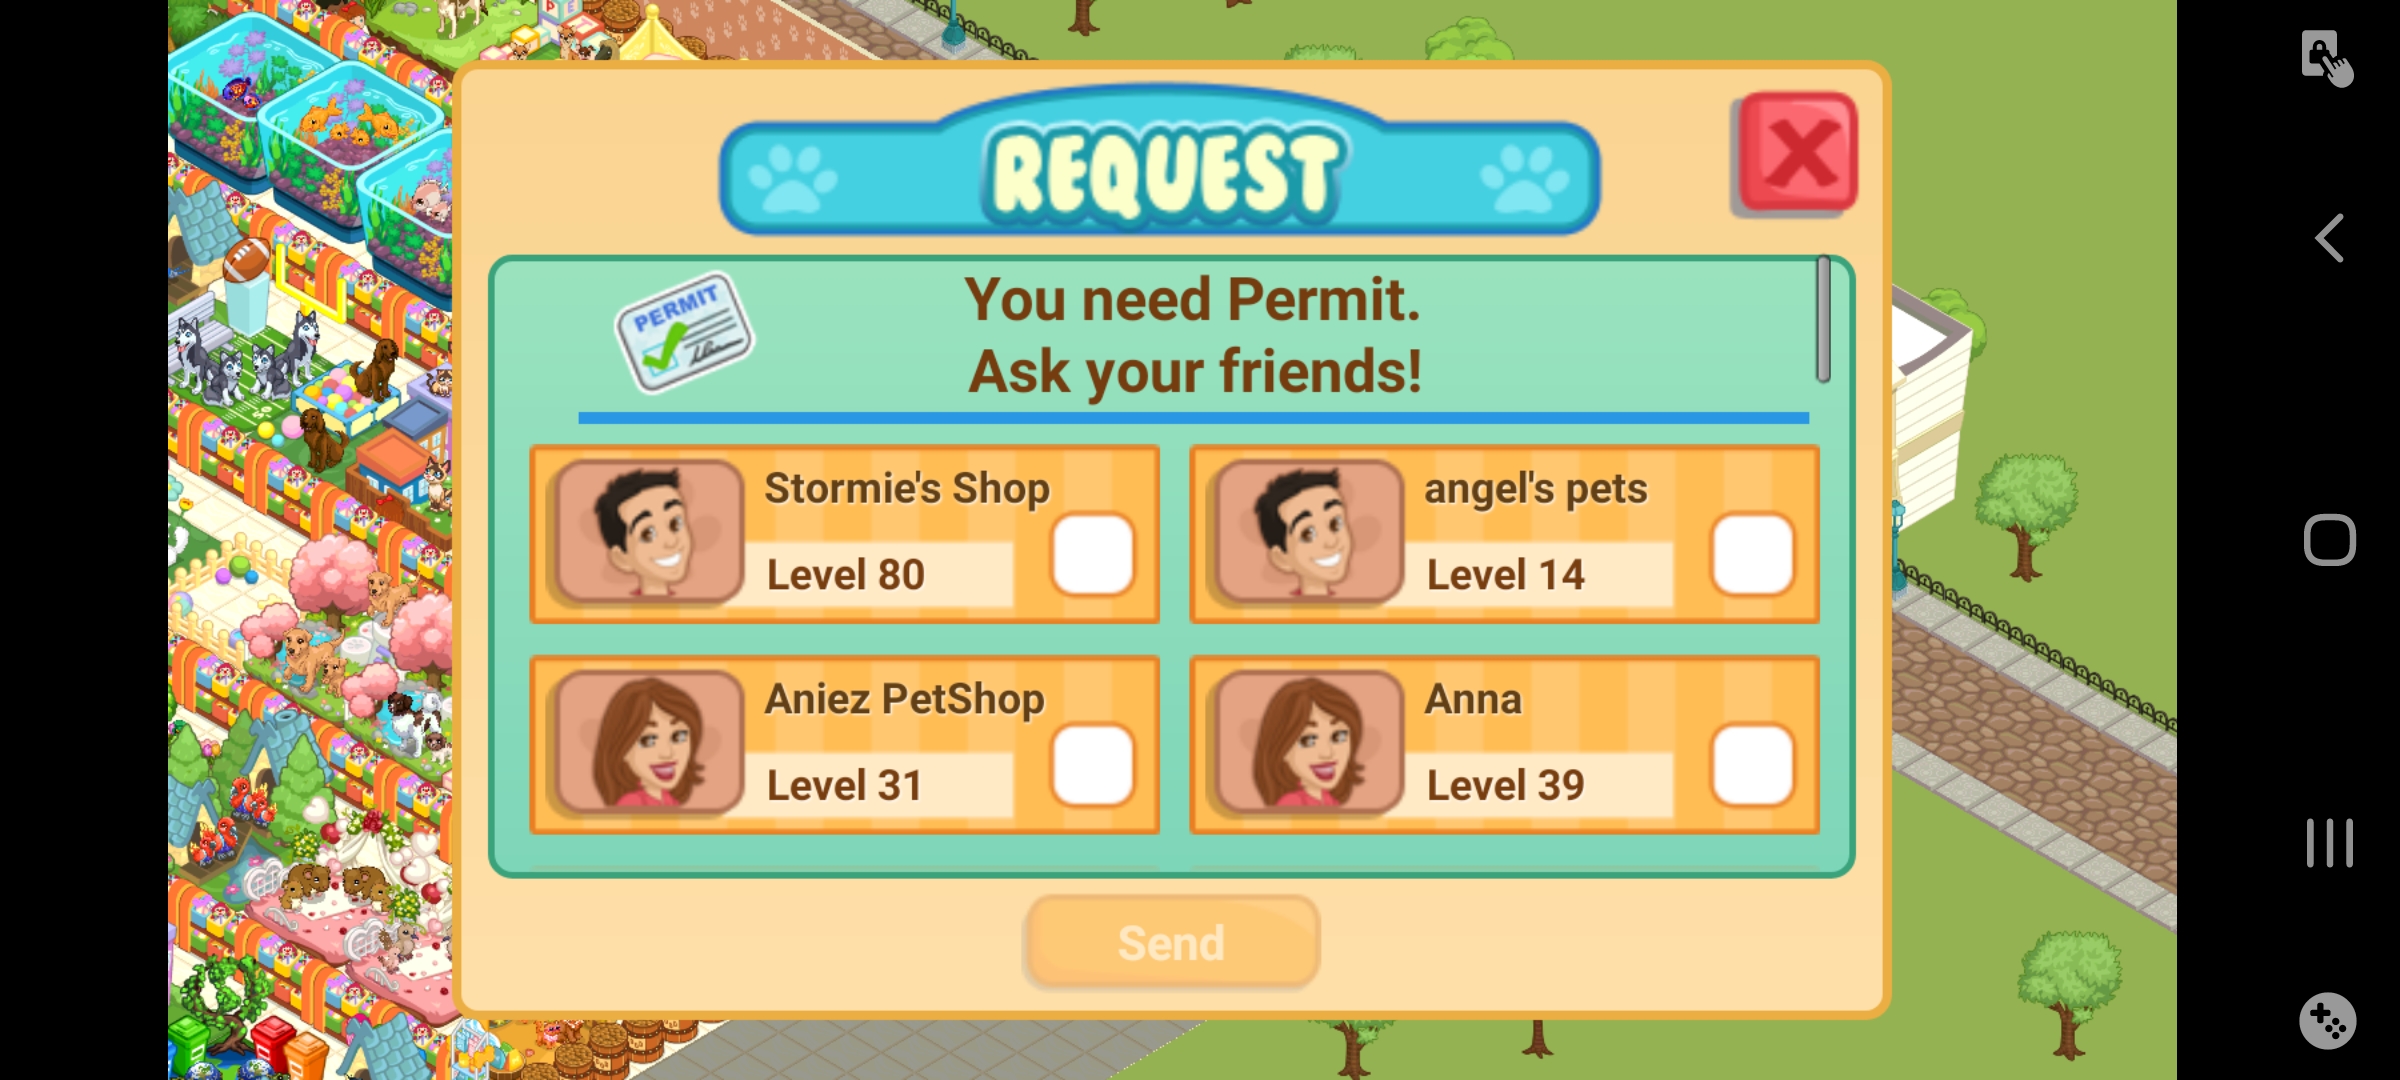 REQUEST
PERMIT
You need Permit.
Ask your friends!
Stormie's Shop
Level 80
angel's pets
Level 14
Aniez PetShop
Level 31
Anna
Level 39
Send